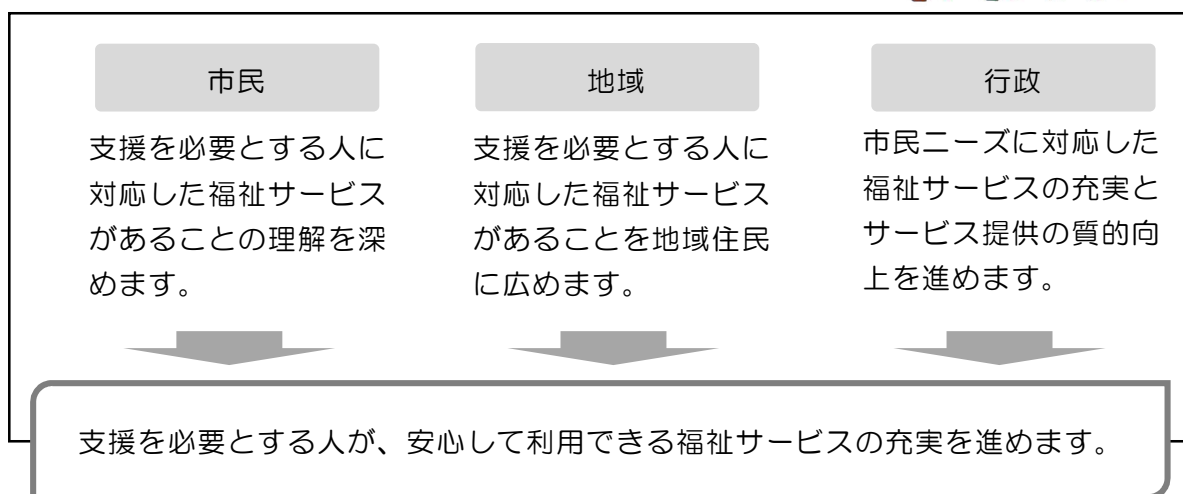 市民
支援を必要とする人に
対応した福祉サービス
があることの理解を深
めます。
地域
支援を必要とする人に
対応した福祉サービス
があることを地域住民
に広めます。
行政
市民ニーズに対応した
福祉サービスの充実と
サービス提供の質的向
上を進めます。
支援を必要とする人が、安心して利用できる福祉サービスの充実を進めます。